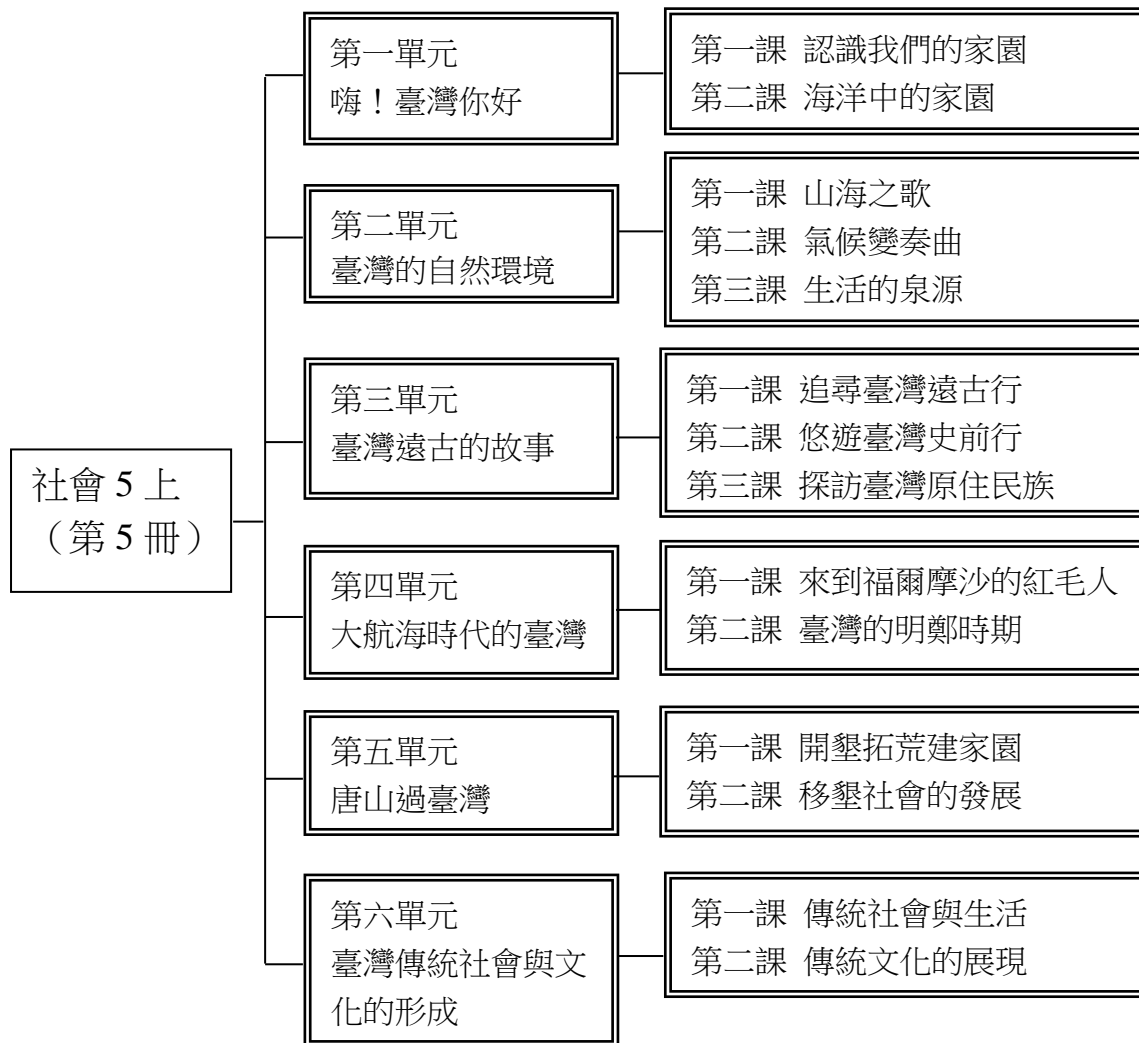 社會 5 上
（第 5 冊）
第一單元
嗨！臺灣你好
第一課 認識我們的家園
第二課 海洋中的家園
第二單元
臺灣的自然環境
第一課 山海之歌
第二課 氣候變奏曲
第三課 生活的泉源
第三單元
臺灣遠古的故事
第一課 追尋臺灣遠古行
第二課 悠遊臺灣史前行
第三課 探訪臺灣原住民族
第四單元
大航海時代的臺灣
第一課 來到福爾摩沙的紅毛人
第二課 臺灣的明鄭時期
第五單元
唐山過臺灣
第一課 開墾拓荒建家園
第二課 移墾社會的發展
第六單元
臺灣傳統社會與文
化的形成
第一課 傳統社會與生活
第二課 傳統文化的展現